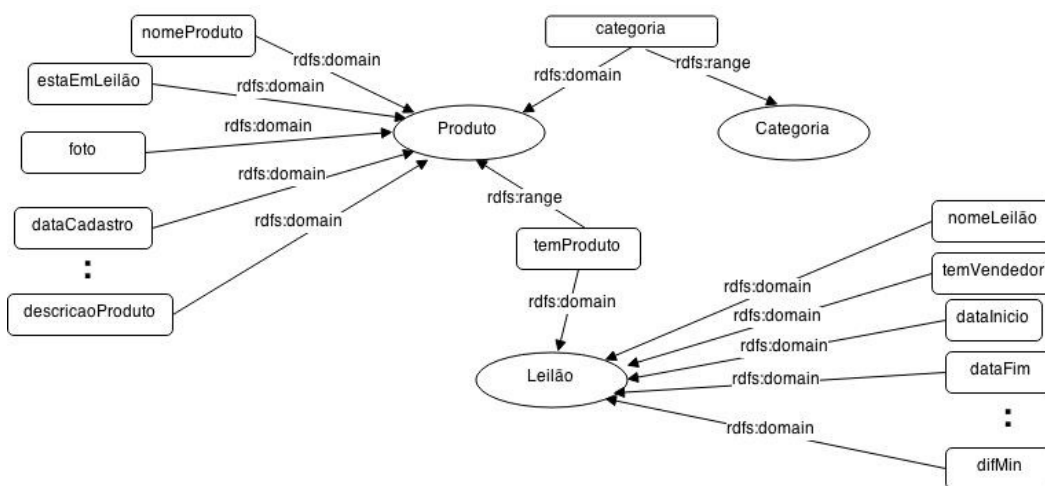 nomeProduto
categoria
rdfs:domain
rdfs:range
estaEmLeilão
rdfs:domain
rdfs:domain
foto
rdfs:domain
Produto
Categoria
rdfs:domain
rdfs:range
dataCadastro
rdfs:domain
nomeLeilão
temProduto
:
temVendedor
descricaoProduto
rdfs:domain
rdfs:domain
rdfs:domain
dataInicio
rdfs:domain
Leilão
rdfs:domain
dataFim
:
rdfs:domain
difMin